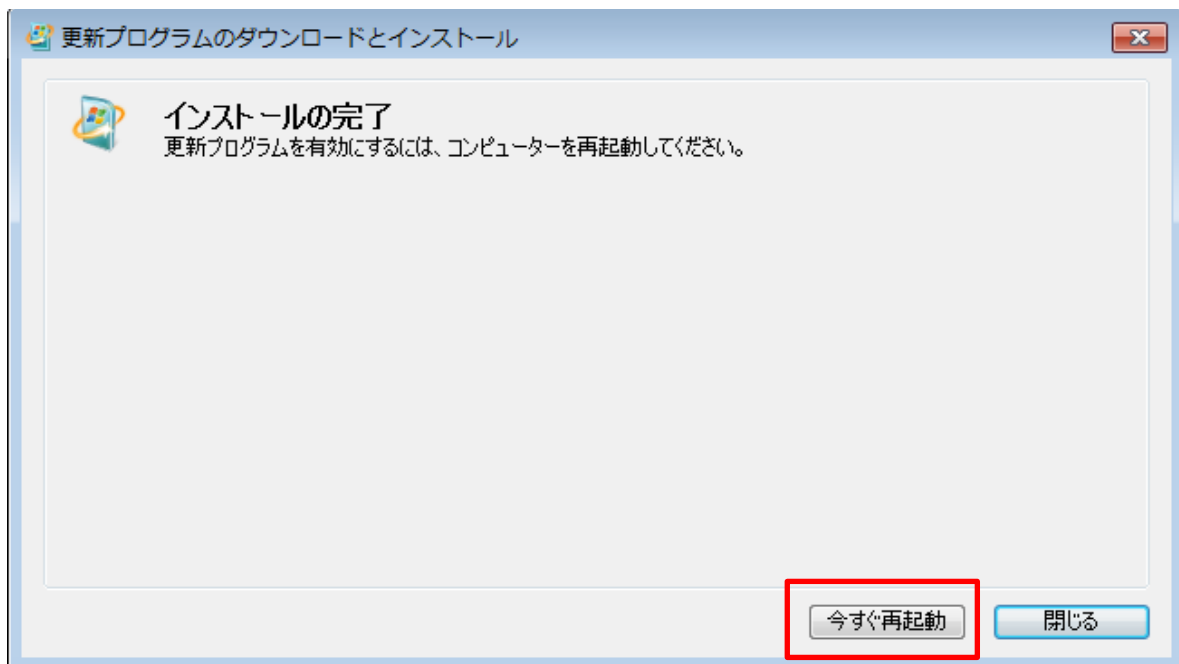 更新プログラムのダウンロードとインストール
インストールの完了
更新プログラムを有効にするには、コンピューターを再起動してください。
今すぐ再起動
閉じる